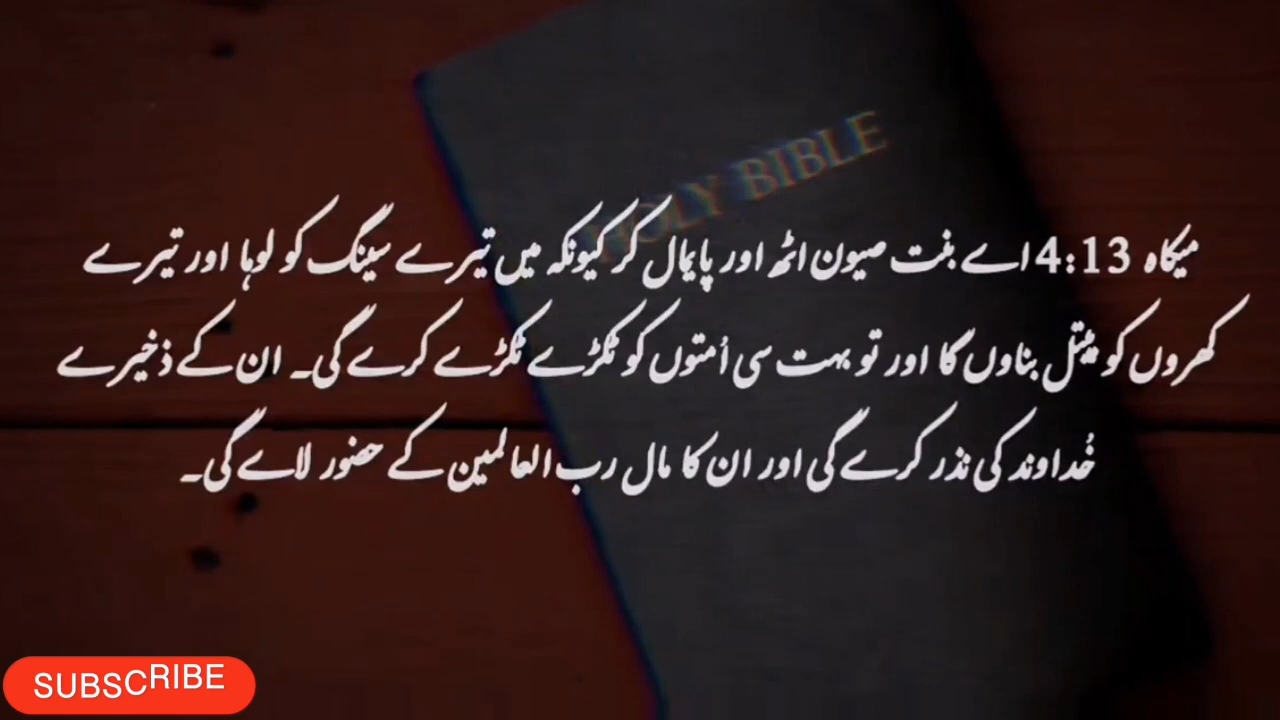 HOLY BIBLE
میکاہ 4:13 اے بنت صیون اٹھ اور پایمال کر کیونکہ میں تیرے سینگ کو لوہا اور تیرے
کھروں کو پیتل بناوں گا اور تو بہت سی اُمتوں کو ٹکڑے ٹکڑے کرے گی۔ ان کے ذخیرے
خُداوند کی نذر کرے گی اور ان کا مال رب العالمین کے حضور لاے گی۔
SUBSCRIBE